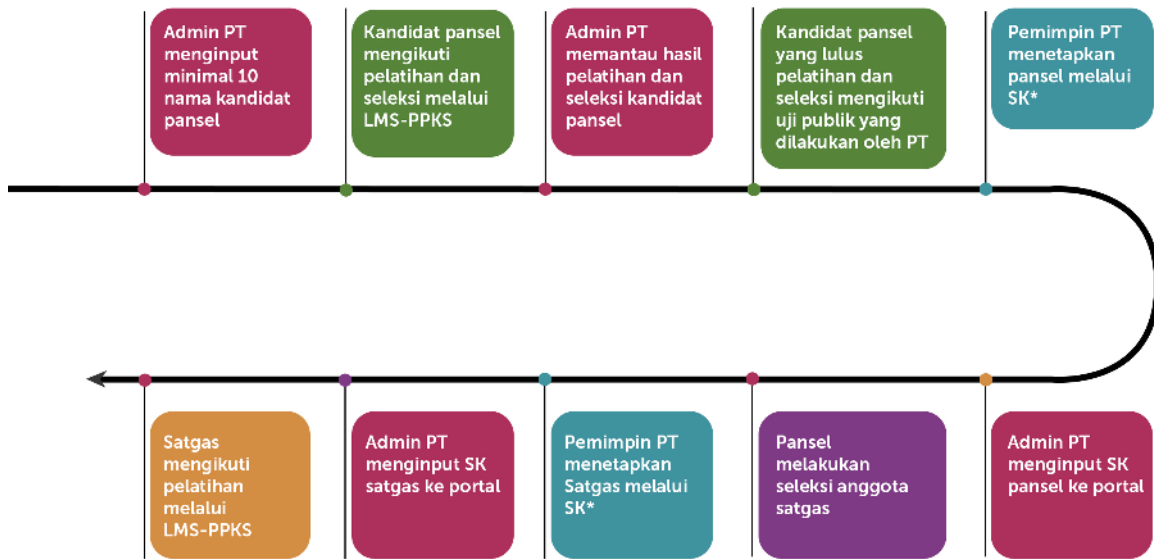 Admin PT
menginput
minimal 10
nama kandidat
pansel
Kandidat pansel
mengikuti
pelatihan dan
seleksi melalui
LMS-PPKS
Admin PT
memantau hasil
pelatihan dan
seleksi kandidat
pansel
Kandidat pansel
yang lulus
pelatihan dan
seleksi mengikuti
uji publik yang
dilakukan oleh PT
Pemimpin PT
menetapkan
pansel melalui
SK*
Admin PT
menginput SK
pansel ke portal
Pansel
melakukan
seleksi anggota
satgas
Pemimpin PT
menetapkan
Satgas melalui
SK*
Admin PT
menginput SK
satgas ke portal
Satgas
mengikuti
pelatihan
melalui
LMS-PPKS